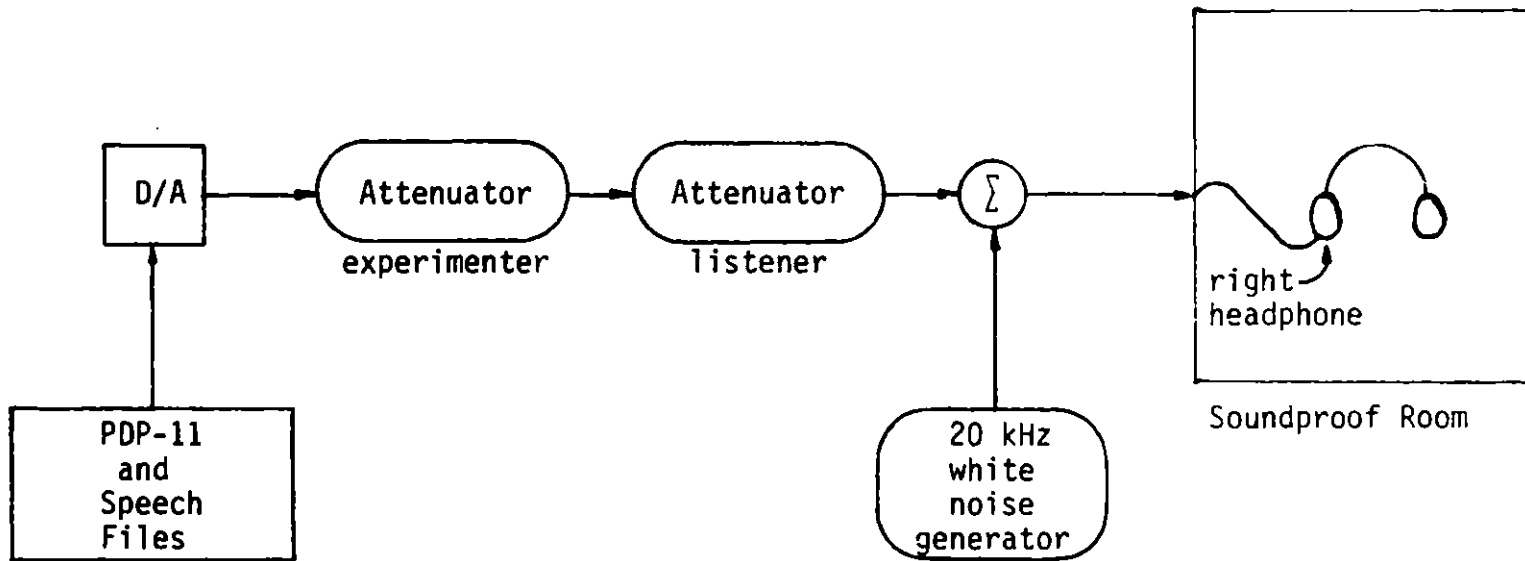 D/A
Attenuator
experimenter
Attenuator
listener
Σ
right
headphone
Soundproof Room
PDP-11
and
Speech
Files
20 kHz
white
noise
generator